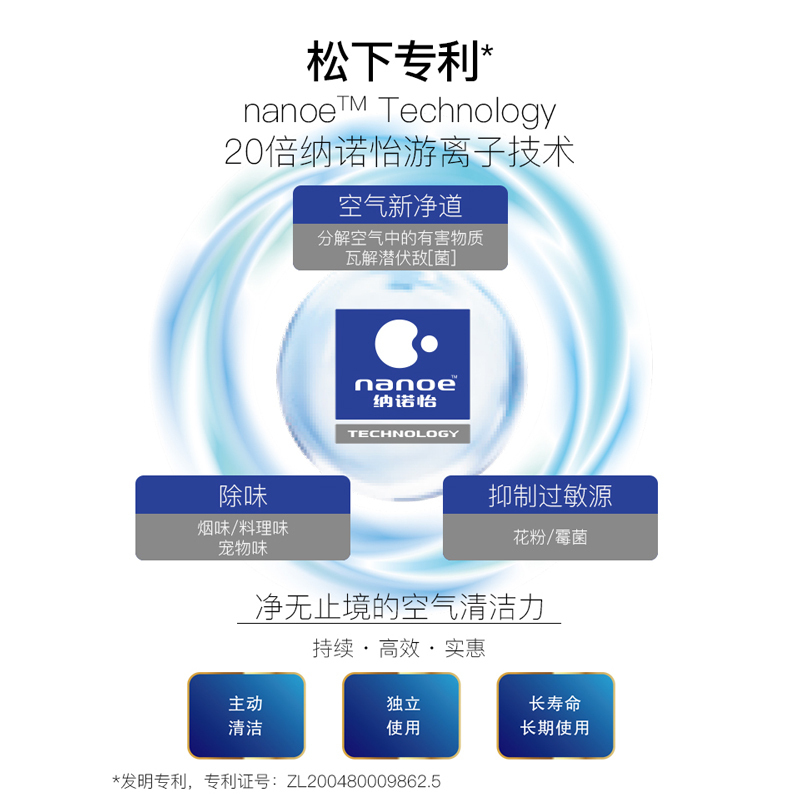 松下专利*
nanoe™ Technology
20倍纳诺怡游离子技术
空气新净道
分解空气中的有害物质
瓦解潜伏敌[菌]
nanoe™
纳诺怡
TECHNOLOGY
除味
烟味/料理味
宠物味
抑制过敏源
花粉/霉菌
净无止境的空气清洁力
持续·高效·实惠
主动
清洁
独立
使用
长寿命
长期使用
*发明专利，专利证号：ZL200480009862.5